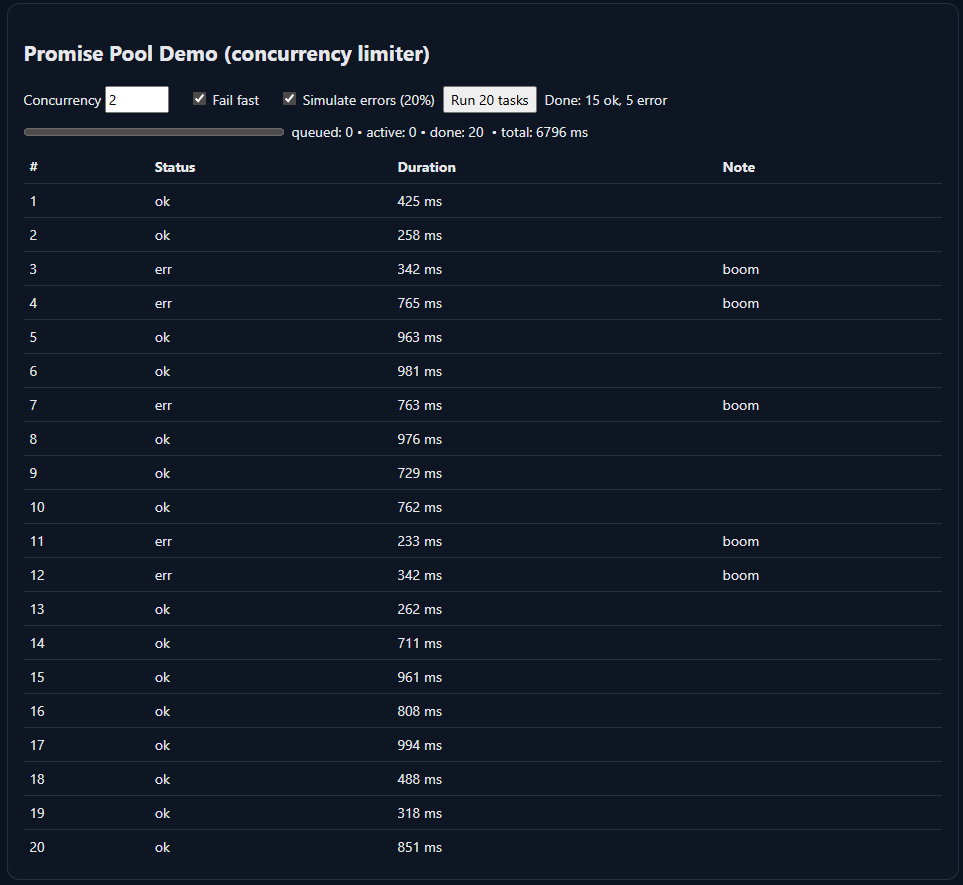 Promise Pool Demo (concurrency limiter)
Concurrency 2 Fail fast Simulate errors (20%) Run 20 tasks Done: 15 ok, 5 error
queued: 0 • active: 0 • done: 20 • total: 6796 ms
# Status Duration Note
1 ok 425 ms
2 ok 258 ms
3 err 342 ms boom
4 err 765 ms boom
5 ok 963 ms
6 ok 981 ms
7 err 763 ms boom
8 ok 976 ms
9 ok 729 ms
10 ok 762 ms
11 err 233 ms boom
12 err 342 ms boom
13 ok 262 ms
14 ok 711 ms
15 ok 961 ms
16 ok 808 ms
17 ok 994 ms
18 ok 488 ms
19 ok 318 ms
20 ok 851 ms